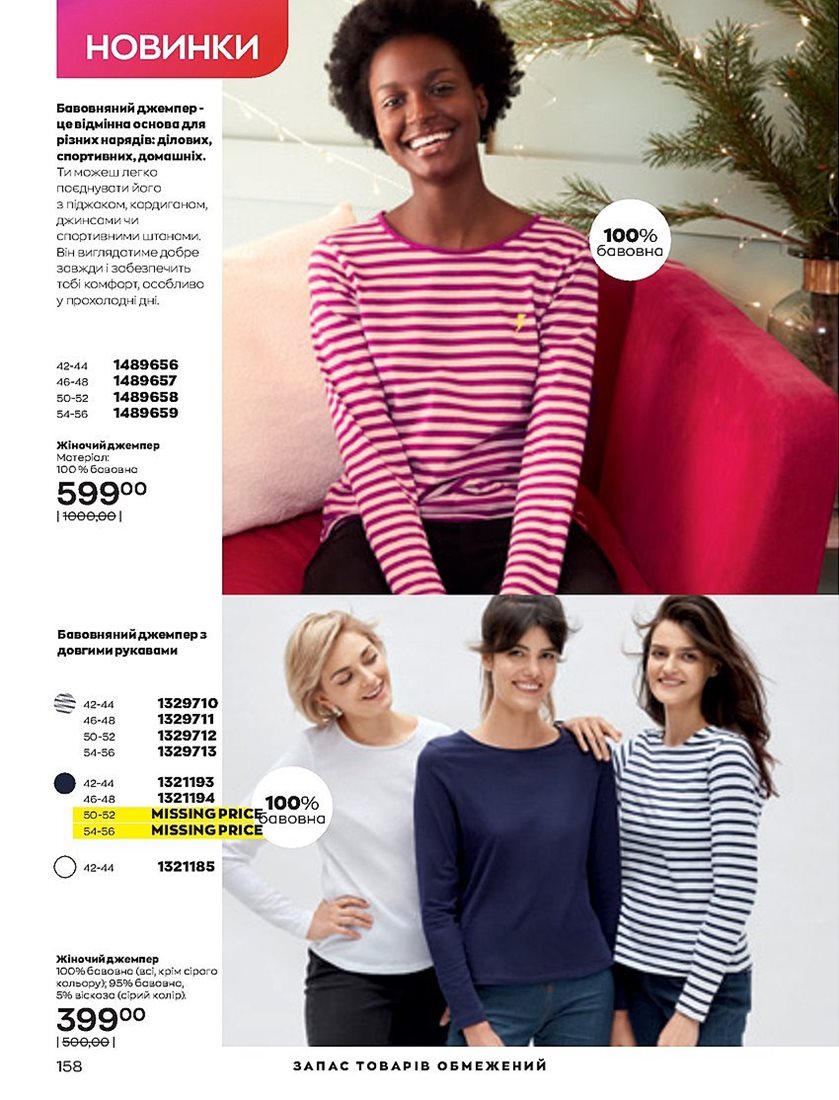 НОВИНКИ
Бавовняний джемпер -
це відмінна основа для
різних нарядів: ділових,
спортивних, домашніх.
Ти можеш легко
поєднувати його
з піджаком, кардиганом,
джинсами чи
спортивними штанами.
Він виглядатиме добре
завжди і забезпечить
тобі комфорт, особливо
у прохолодні дні.
100%
бавовна
42-44 1489656
46-48 1489657
50-52 1489658
54-56 1489659
Жіночий джемпер
Матеріал:
100 % бавовна
599⁰⁰
| 1000,00 |
Бавовняний джемпер з
довгими рукавами
42-44 1329710
46-48 1329711
50-52 1329712
54-56 1329713
42-44 1321193
46-48 1321194
50-52 MISSING PRICE
54-56 MISSING PRICE
42-44 1321185
100%
бавовна
Жіночий джемпер
100% бавовна (всі, крім сірого
кольору); 95% бавовна,
5% віскоза (сірий колір).
399⁰⁰
| 500,00 |
158
ЗАПАС ТОВАРІВ ОБМЕЖЕНИЙ